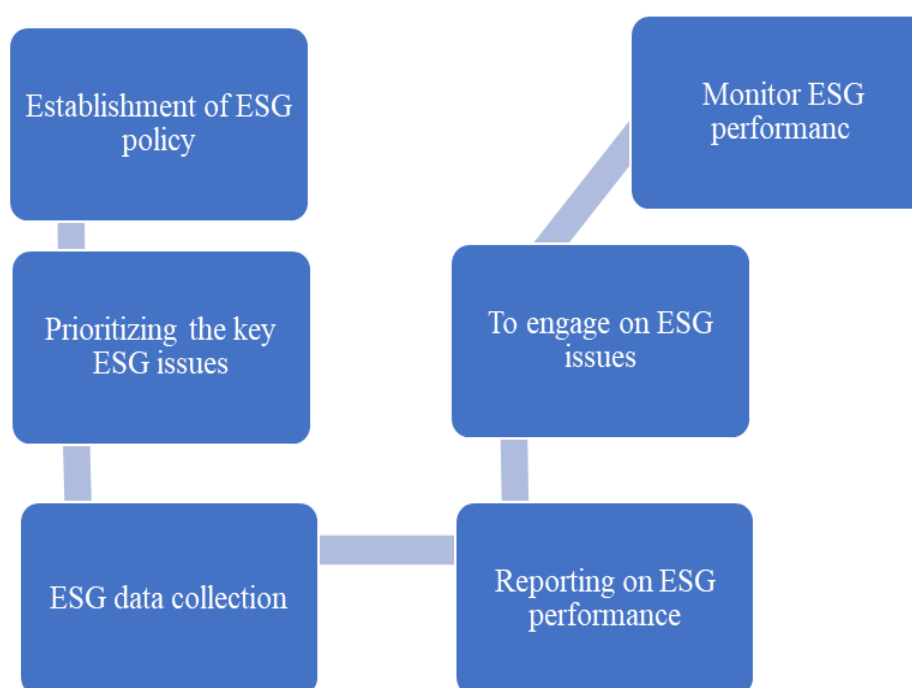 Establishment of ESG
policy
Prioritizing the key
ESG issues
ESG data collection
Reporting on ESG
performance
To engage on ESG
issues
Monitor ESG
performanc